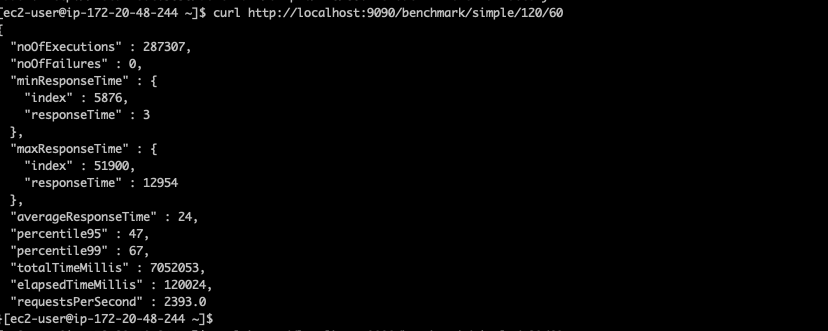 [ec2-user@ip-172-20-48-244 ~]$ curl http://localhost:9090/benchmark/simple/120/60
{
  "noOfExecutions" : 287307,
  "noOfFailures" : 0,
  "minResponseTime" : {
    "index" : 5876,
    "responseTime" : 3
  },
  "maxResponseTime" : {
    "index" : 51900,
    "responseTime" : 12954
  },
  "averageResponseTime" : 24,
  "percentile95" : 47,
  "percentile99" : 67,
  "totalTimeMillis" : 7052053,
  "elapsedTimeMillis" : 120024,
  "requestsPerSecond" : 2393.0
}[ec2-user@ip-172-20-48-244 ~]$